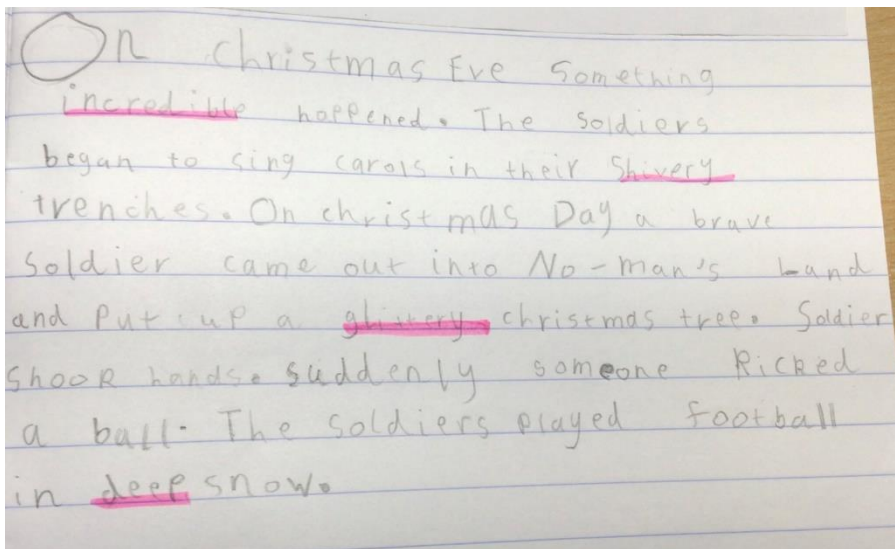 On christmas Eve Something
incredible happened. The soldiers
began to sing carols in their shivery
trenches. On christmas Day a brave
soldier came out into No-man's Land
and put up a glittery christmas tree. Soldier
shook hands. suddenly someone kicked
a ball. The soldiers played football
in deep snow.